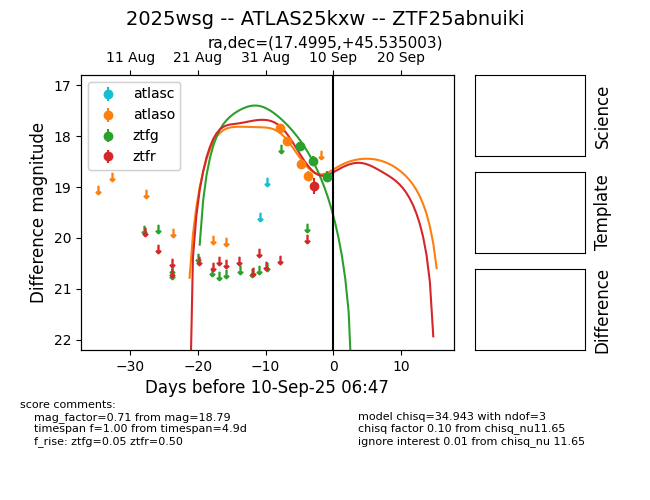 2025wsg -- ATLAS25kxw -- ZTF25abnuiki
ra,dec=(17.4995,+45.535003)
11 Aug 21 Aug 31 Aug 10 Sep 20 Sep
17
18
19
20
21
22
Difference magnitude
atlasc
atlaso
ztfg
ztfr
−30 −20 −10 0 10
Days before 10-Sep-25 06:47
Science
Template
Difference
score comments:
mag_factor=0.71 from mag=18.79
timespan f=1.00 from timespan=4.9d
f_rise: ztfg=0.05 ztfr=0.50
model chisq=34.943 with ndof=3
chisq factor 0.10 from chisq_nu11.65
ignore interest 0.01 from chisq_nu 11.65